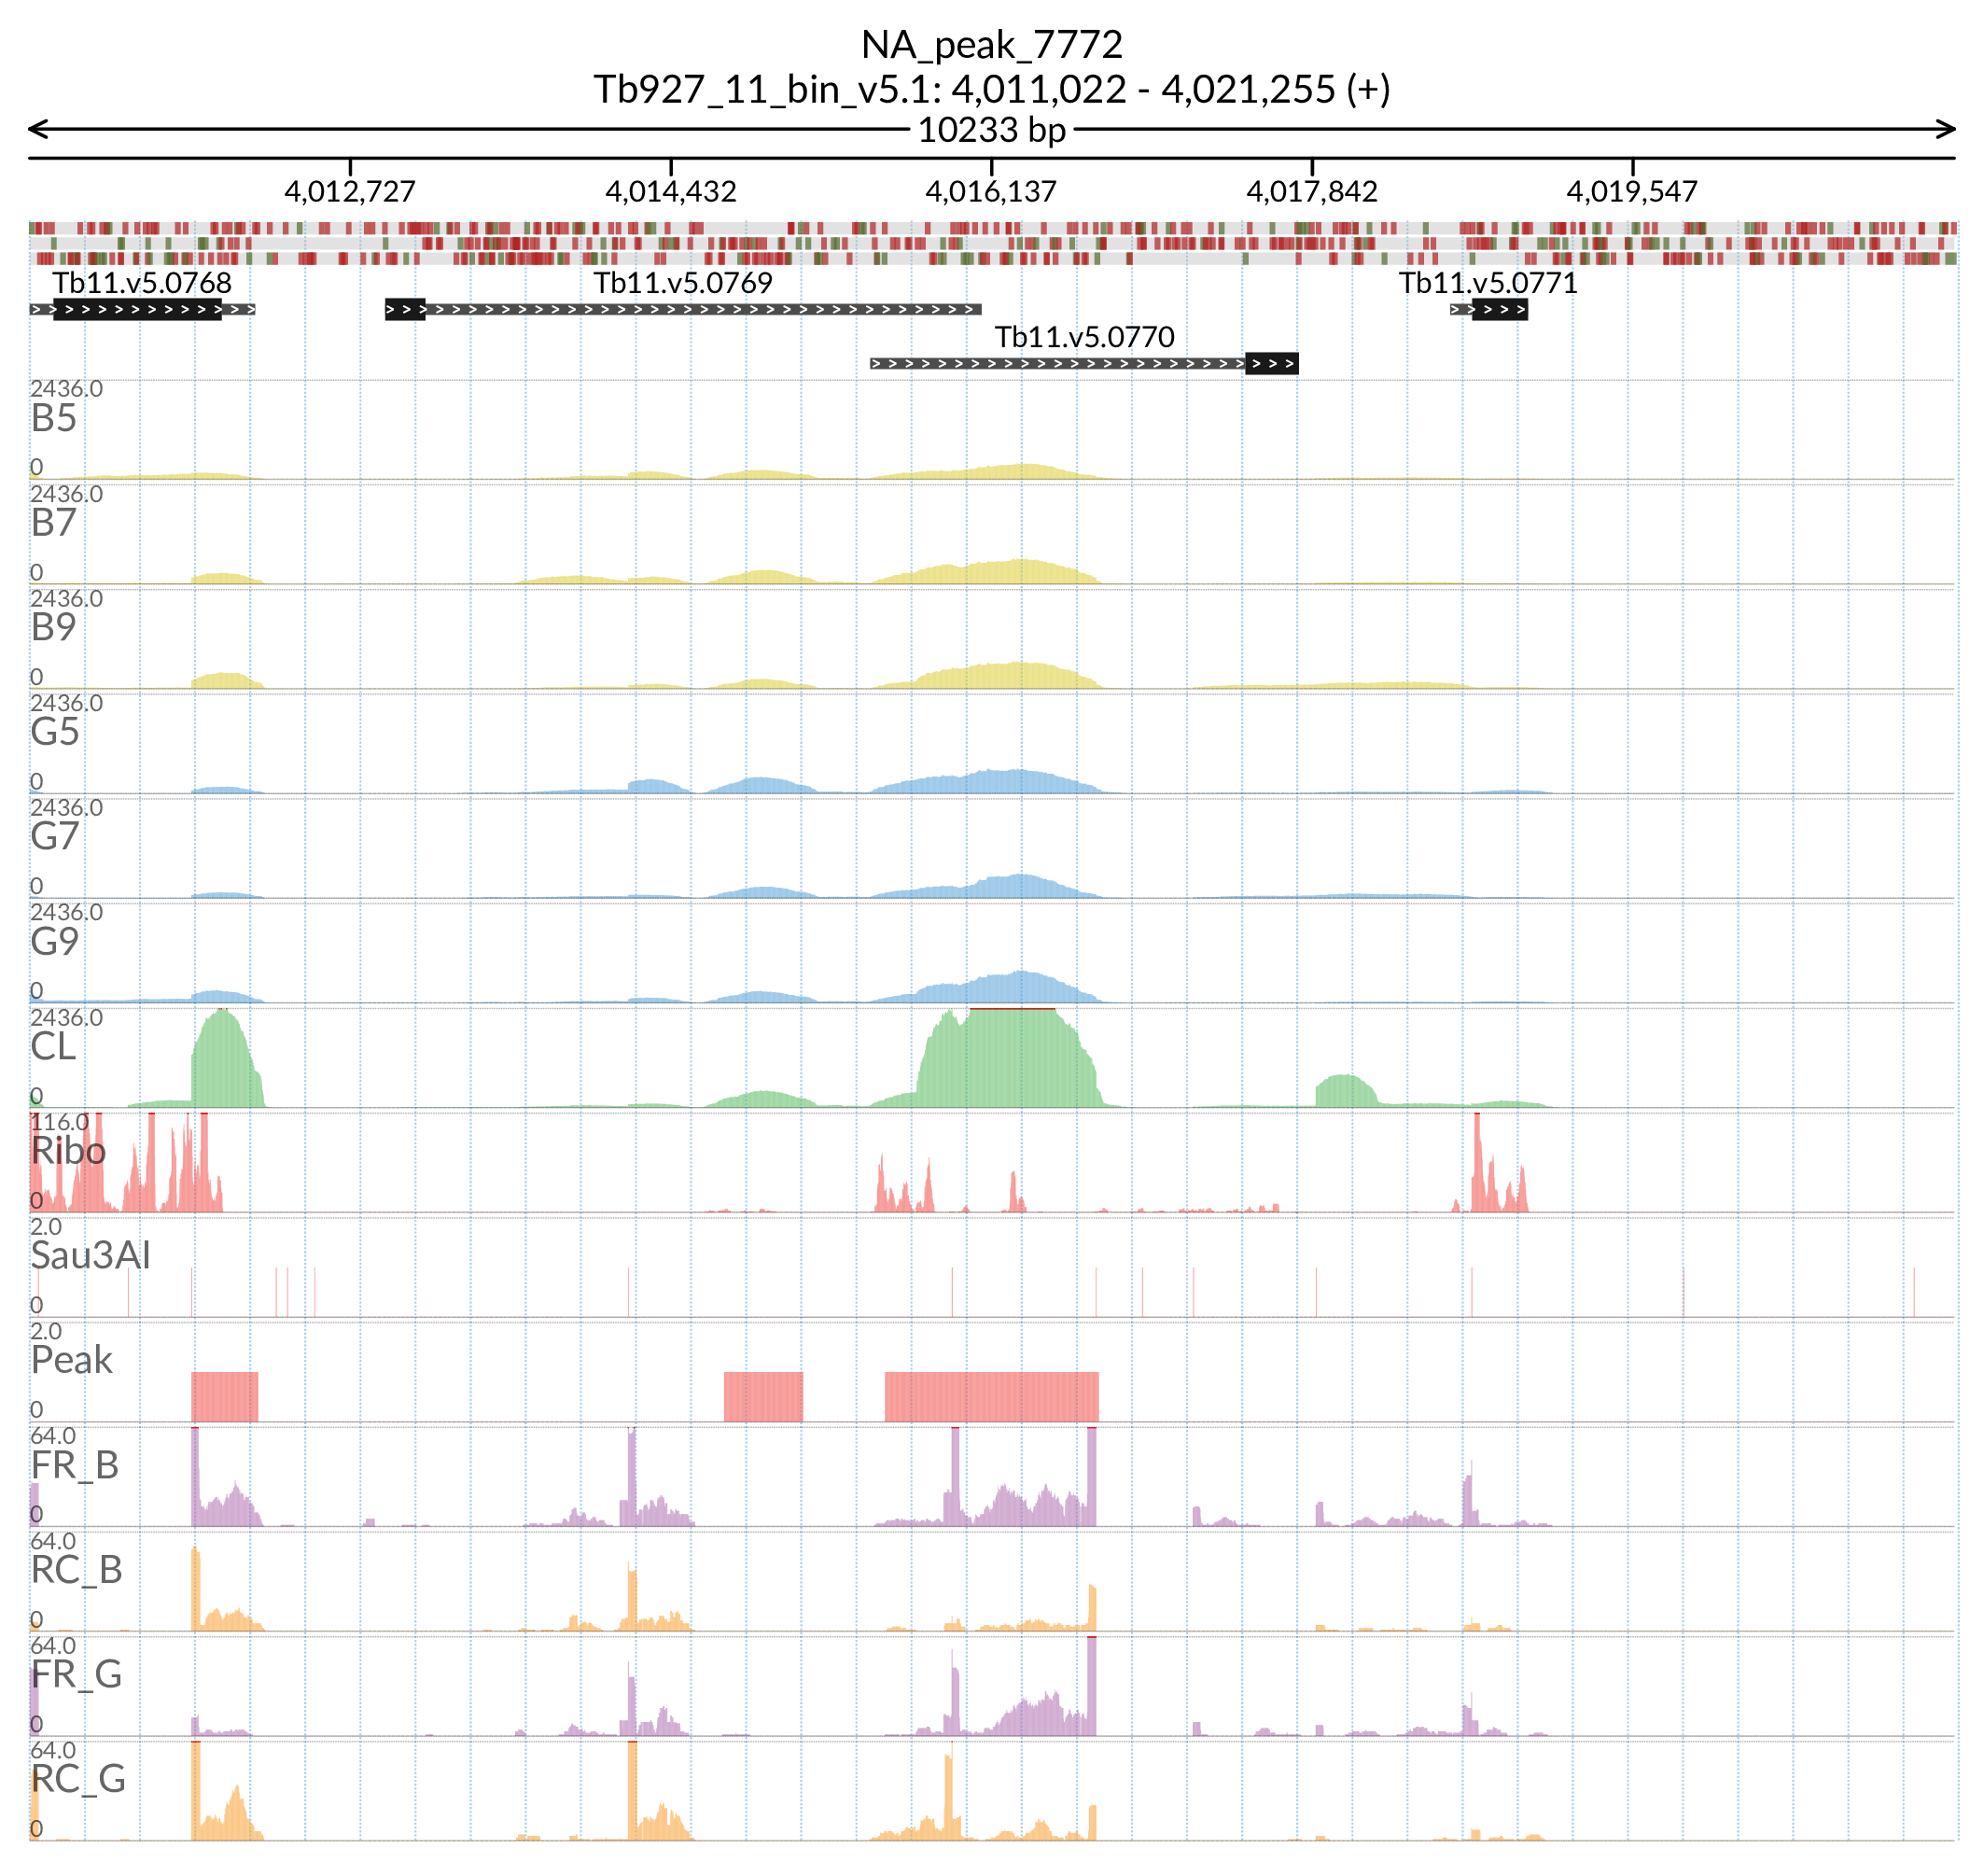 NA_peak_7772
Tb927_11_bin_v5.1: 4,011,022 - 4,021,255 (+)
10233 bp
4,012,727 4,014,432 4,016,137 4,017,842 4,019,547
Tb11.v5.0768 Tb11.v5.0769 Tb11.v5.0771
Tb11.v5.0770
2436.0
B5
0
2436.0
B7
0
2436.0
B9
0
2436.0
G5
0
2436.0
G7
0
2436.0
G9
0
2436.0
CL
0
116.0
Ribo
0
2.0
Sau3AI
0
2.0
Peak
0
64.0
FR_B
0
64.0
RC_B
0
64.0
FR_G
0
64.0
RC_G
0